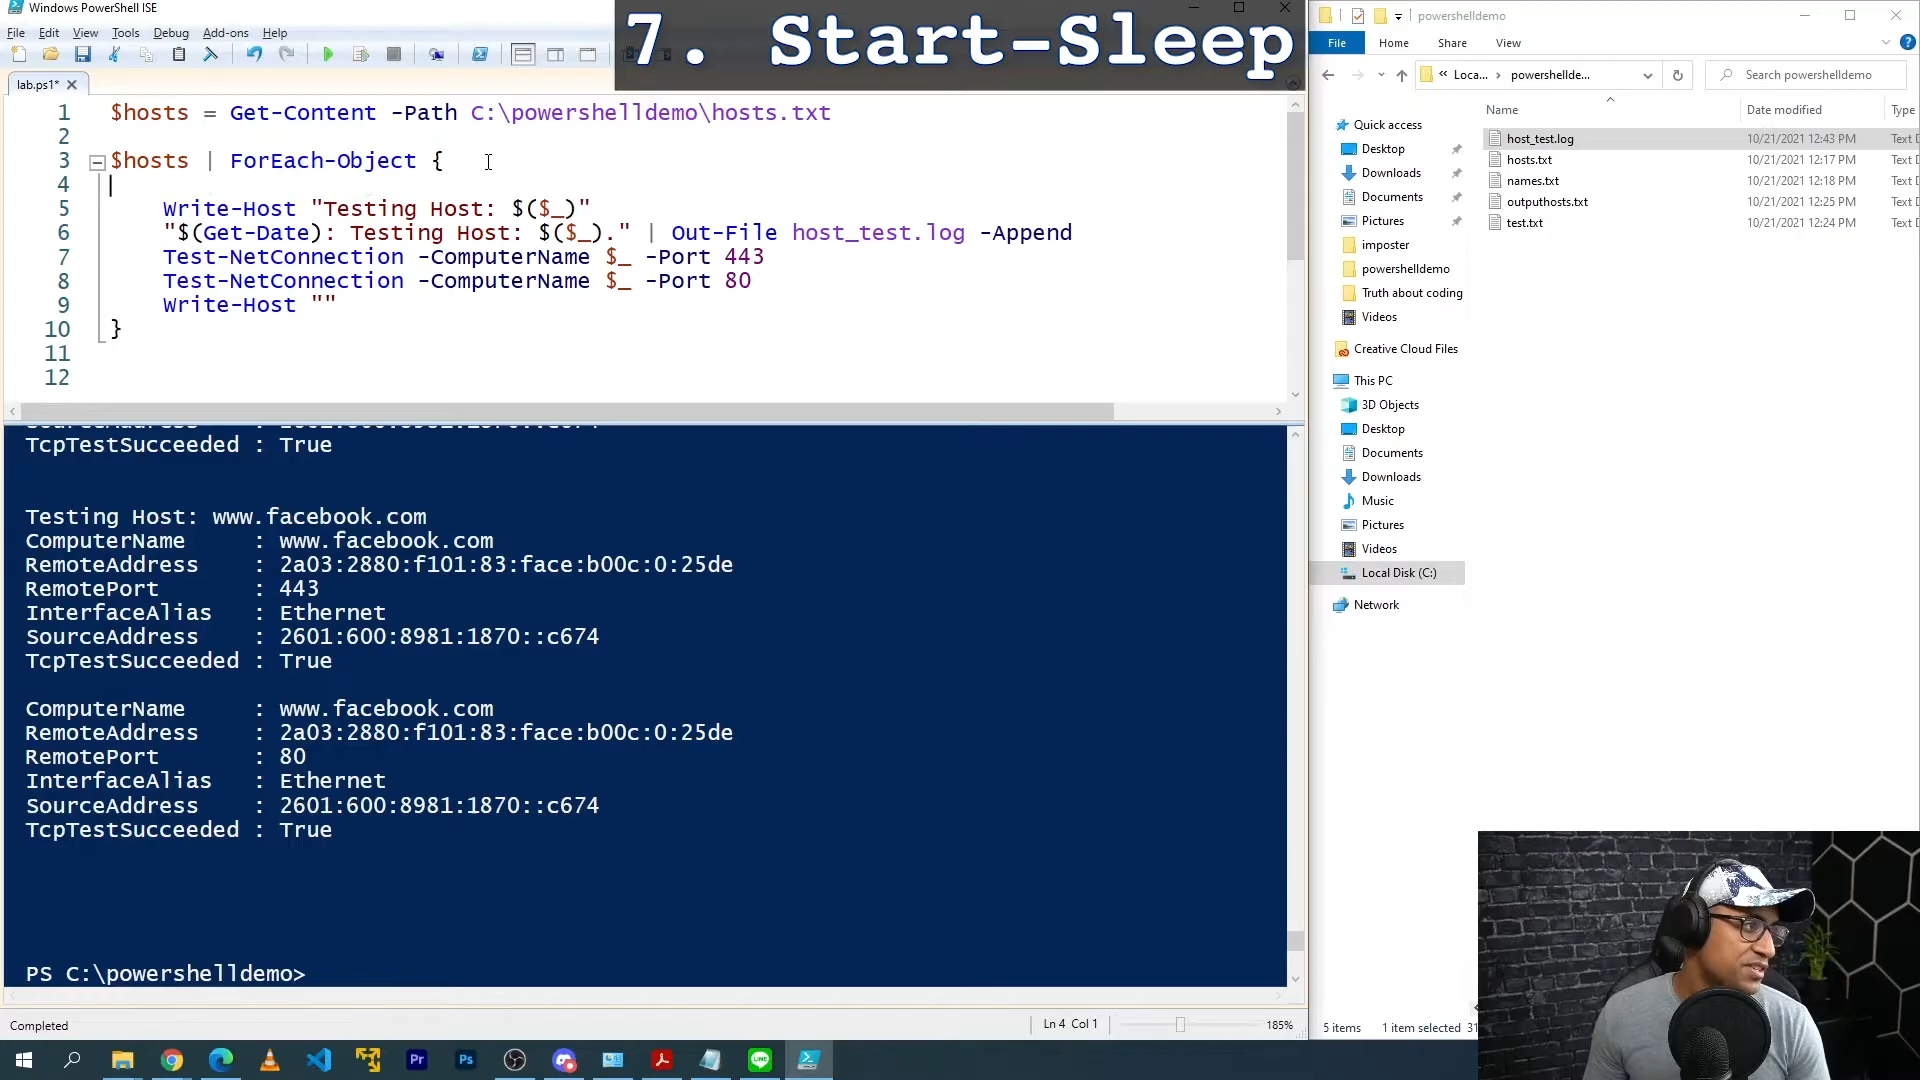 Windows PowerShell ISE
7. Start-Sleep
File Edit View Tools Debug Add-ons Help
lab.ps1*
1 $hosts = Get-Content -Path C:\powershelldemo\hosts.txt
2
3 $hosts | ForEach-Object {
4
5 Write-Host "Testing Host: $($_)"
6 "$(Get-Date): Testing Host: $($_)." | Out-File host_test.log -Append
7 Test-NetConnection -ComputerName $_ -Port 443
8 Test-NetConnection -ComputerName $_ -Port 80
9 Write-Host ""
10 }
11
12
TcpTestSucceeded : True
Testing Host: www.facebook.com
ComputerName : www.facebook.com
RemoteAddress : 2a03:2880:f101:83:face:b00c:0:25de
RemotePort : 443
InterfaceAlias : Ethernet
SourceAddress : 2601:600:8981:1870::c674
TcpTestSucceeded : True
ComputerName : www.facebook.com
RemoteAddress : 2a03:2880:f101:83:face:b00c:0:25de
RemotePort : 80
InterfaceAlias : Ethernet
SourceAddress : 2601:600:8981:1870::c674
TcpTestSucceeded : True
PS C:\powershelldemo>
Completed
Ln 4 Col 1
185%
powershelldemo
File Home Share View
« Loca... › powershellde...
Search powershelldemo
Name Date modified Type
host_test.log 10/21/2021 12:43 PM Text D
hosts.txt 10/21/2021 12:17 PM Text D
names.txt 10/21/2021 12:18 PM Text D
outputhosts.txt 10/21/2021 12:25 PM Text D
test.txt 10/21/2021 12:24 PM Text D
Quick access
Desktop
Downloads
Documents
Pictures
imposter
powershelldemo
Truth about coding
Videos
Creative Cloud Files
This PC
3D Objects
Desktop
Documents
Downloads
Music
Pictures
Videos
Local Disk (C:)
Network
5 items 1 item selected 31
Pr
Ps
LINE